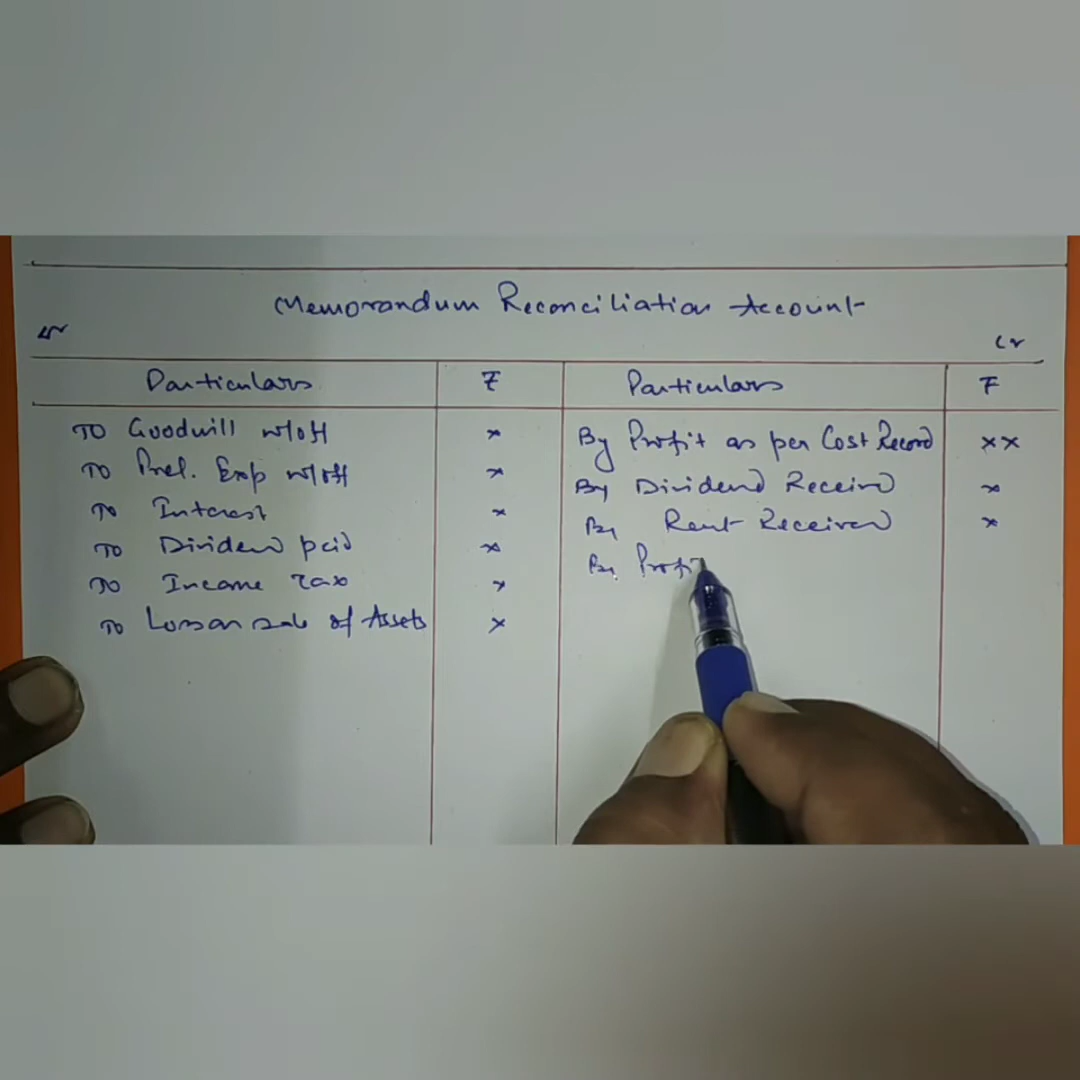 Memorandum Reconciliation Account
Dr
Cr
Particulars ₹ Particulars ₹
To Goodwill w/off × By Profit as per Cost Record ××
To Prel. Exp w/off × By Dividend Received ×
To Interest × By Rent Received ×
To Dividend paid × By Profi
To Income Tax ×
To Loss on sale of Assets ×